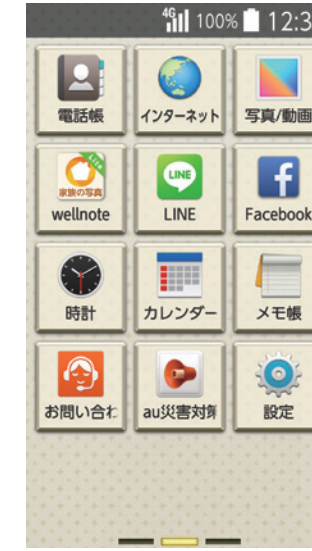 4G 100% 12:3
電話帳 インターネット 写真/動画
Lite
家族の写真
LINE
wellnote LINE Facebook
時計 カレンダー メモ帳
お問い合わ au災害対策 設定